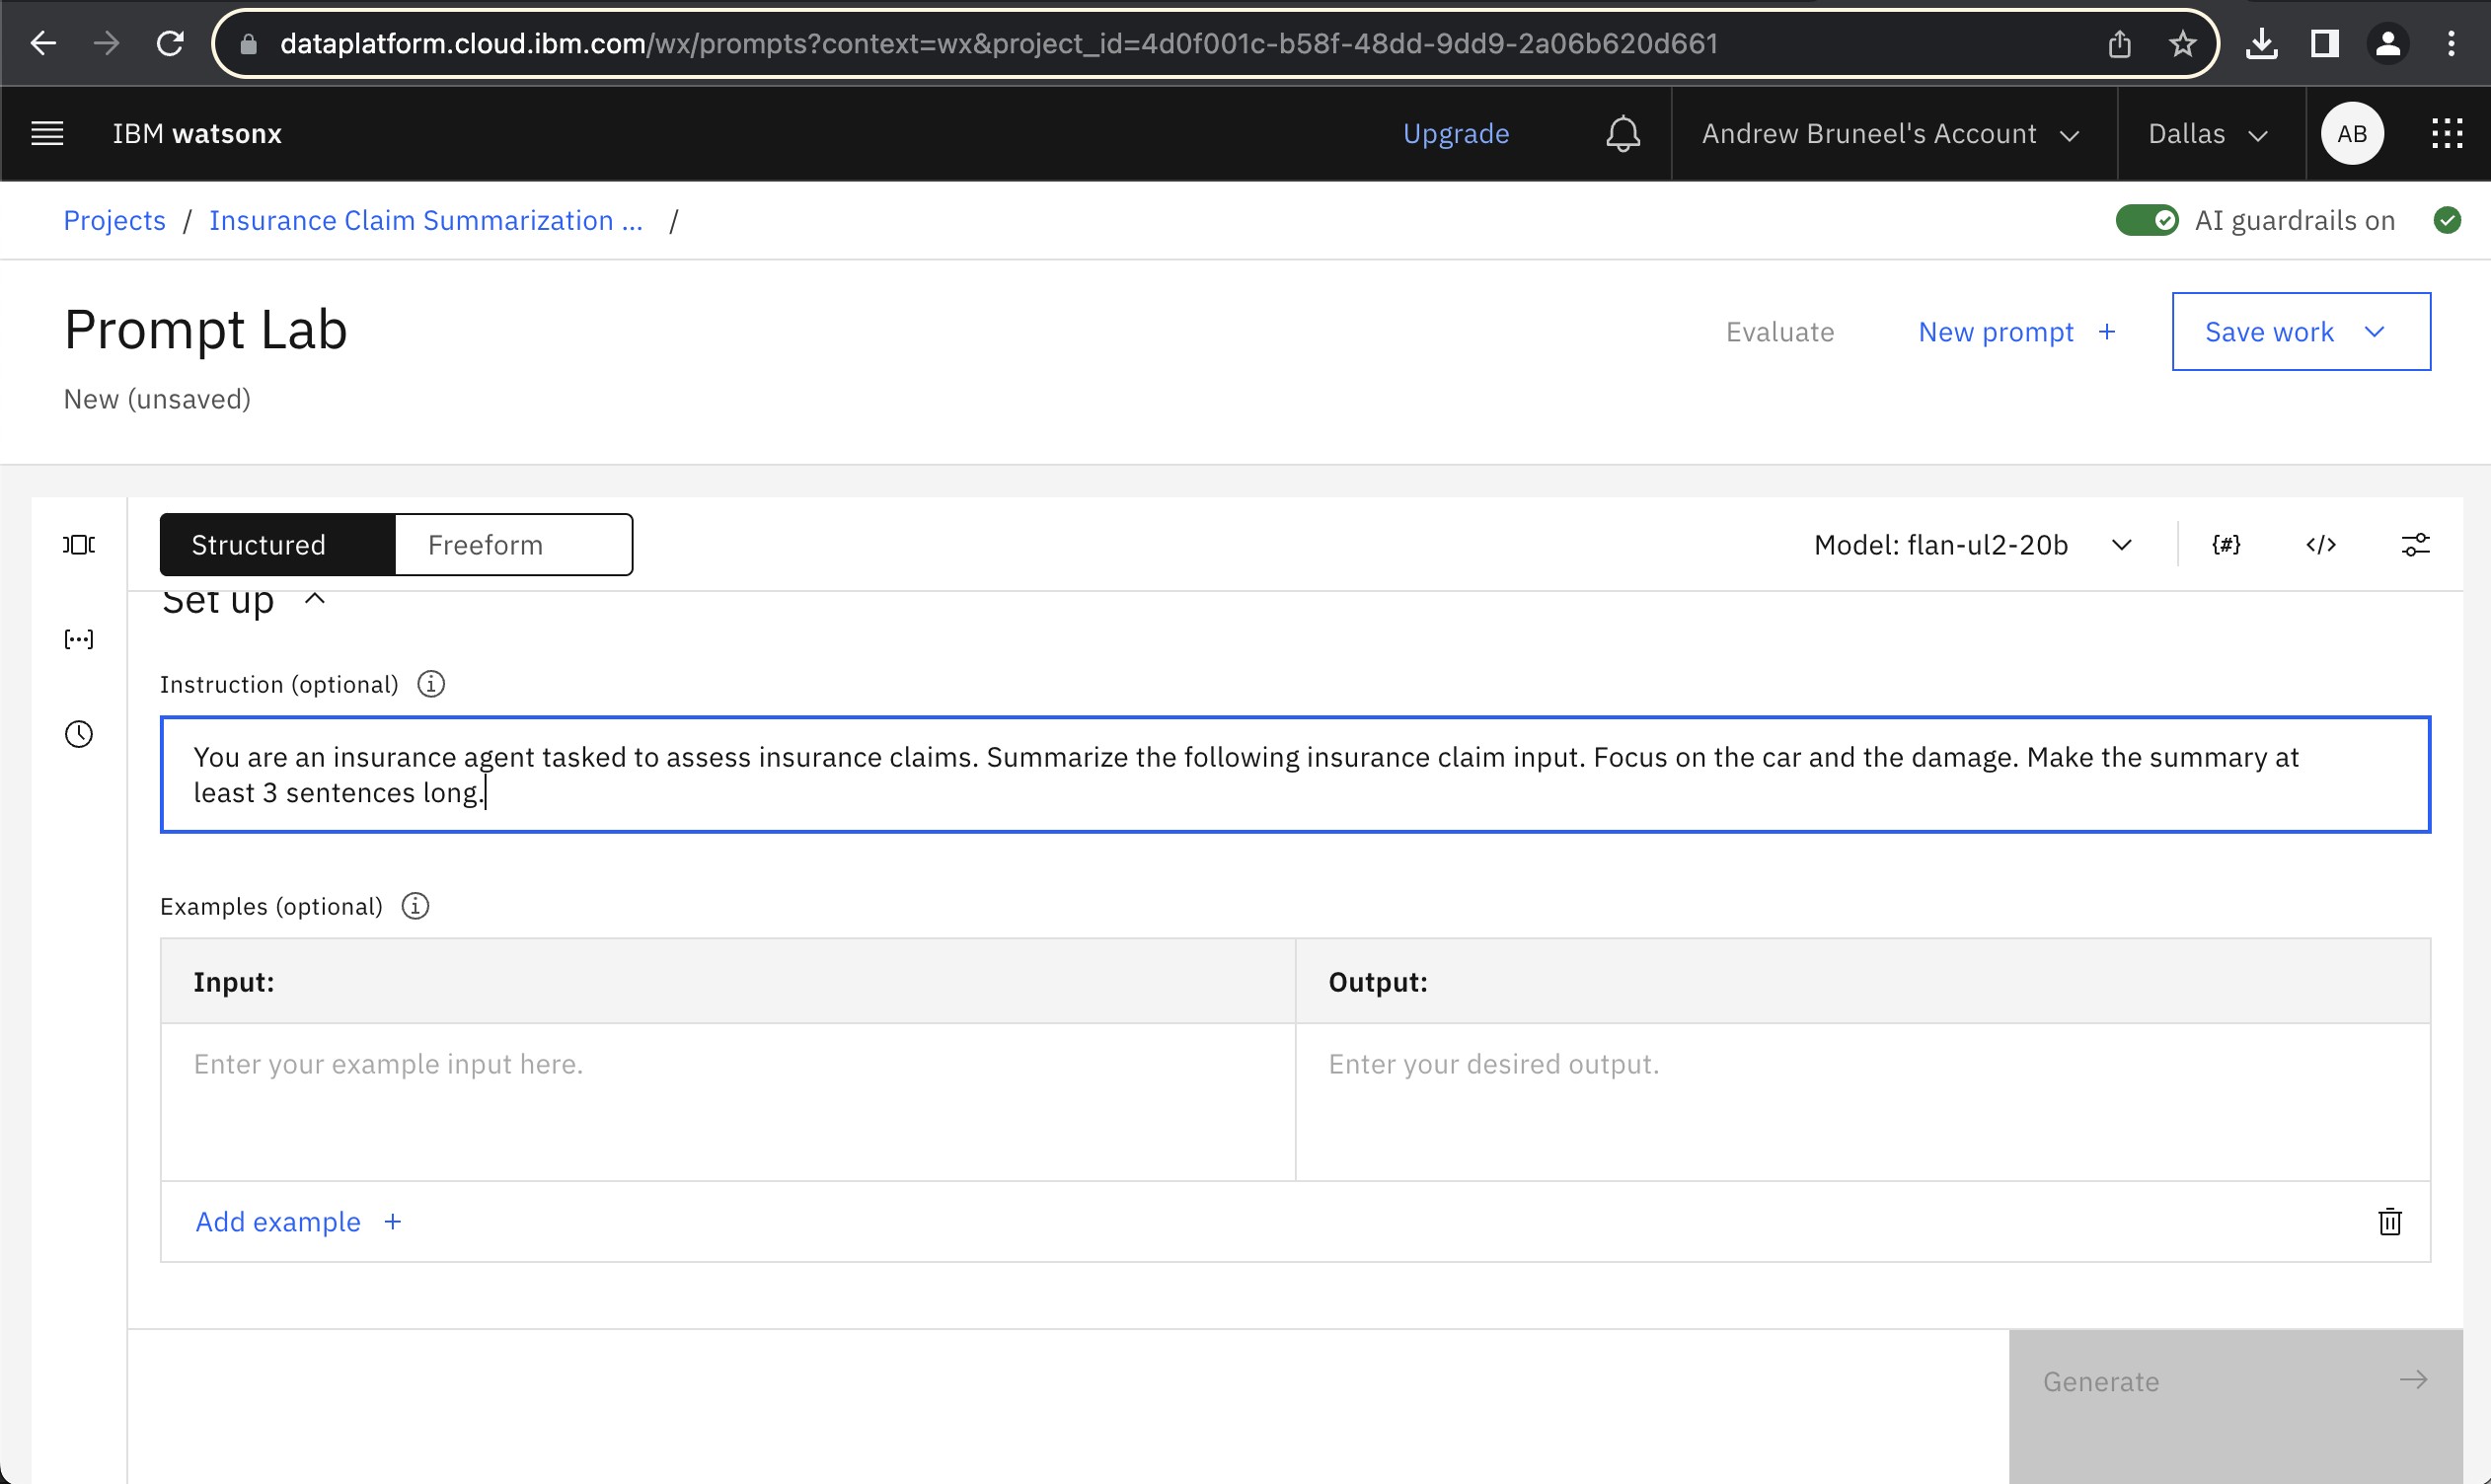 dataplatform.cloud.ibm.com/wx/prompts?context=wx&project_id=4d0f001c-b58f-48dd-9dd9-2a06b620d661
IBM watsonx
Upgrade
Andrew Bruneel's Account
Dallas
AB
Projects / Insurance Claim Summarization ... /
AI guardrails on
Prompt Lab
Evaluate
New prompt +
Save work
New (unsaved)
Structured
Freeform
Model: flan-ul2-20b
{#}
</>
Set up
Instruction (optional)
You are an insurance agent tasked to assess insurance claims. Summarize the following insurance claim input. Focus on the car and the damage. Make the summary at
least 3 sentences long.
Examples (optional)
Input:
Output:
Enter your example input here.
Enter your desired output.
Add example +
Generate